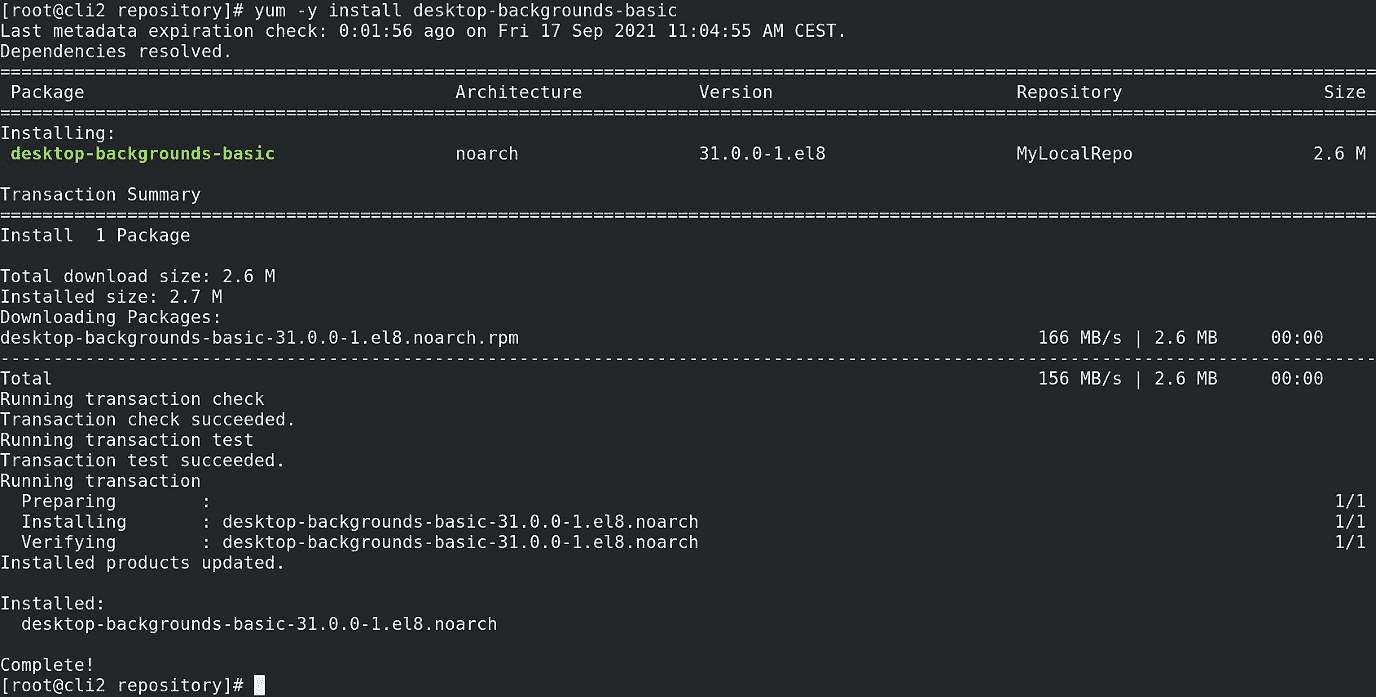 [root@cli2 repository]# yum -y install desktop-backgrounds-basic
Last metadata expiration check: 0:01:56 ago on Fri 17 Sep 2021 11:04:55 AM CEST.
Dependencies resolved.
================================================================================
Package Architecture Version Repository Size
================================================================================
Installing:
desktop-backgrounds-basic noarch 31.0.0-1.el8 MyLocalRepo 2.6 M
Transaction Summary
================================================================================
Install 1 Package
Total download size: 2.6 M
Installed size: 2.7 M
Downloading Packages:
desktop-backgrounds-basic-31.0.0-1.el8.noarch.rpm 166 MB/s | 2.6 MB 00:00
--------------------------------------------------------------------------------
Total 156 MB/s | 2.6 MB 00:00
Running transaction check
Transaction check succeeded.
Running transaction test
Transaction test succeeded.
Running transaction
Preparing : 1/1
Installing : desktop-backgrounds-basic-31.0.0-1.el8.noarch 1/1
Verifying : desktop-backgrounds-basic-31.0.0-1.el8.noarch 1/1
Installed products updated.
Installed:
desktop-backgrounds-basic-31.0.0-1.el8.noarch
Complete!
[root@cli2 repository]#